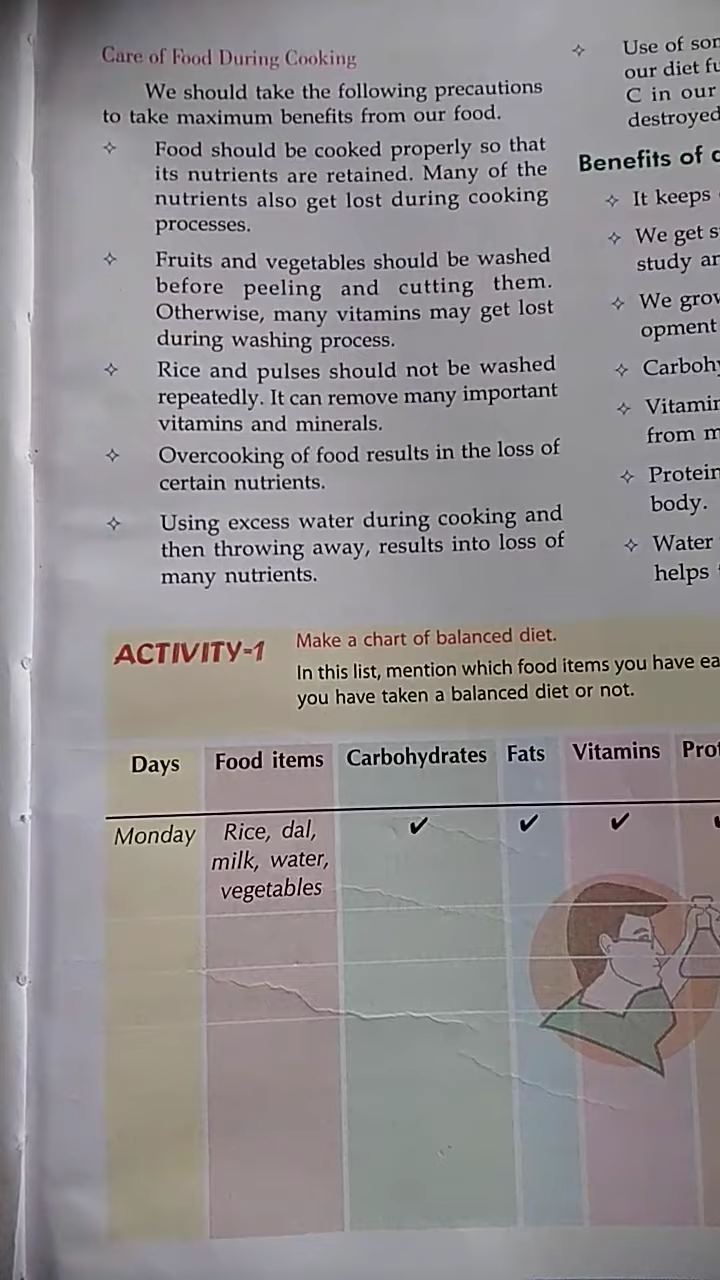 Care of Food During Cooking
We should take the following precautions
to take maximum benefits from our food.
✧ Food should be cooked properly so that
its nutrients are retained. Many of the
nutrients also get lost during cooking
processes.
✧ Fruits and vegetables should be washed
before peeling and cutting them.
Otherwise, many vitamins may get lost
during washing process.
✧ Rice and pulses should not be washed
repeatedly. It can remove many important
vitamins and minerals.
✧ Overcooking of food results in the loss of
certain nutrients.
✧ Using excess water during cooking and
then throwing away, results into loss of
many nutrients.
✧ Use of
our diet
C in our
destroyed
Benefits of
✧ It keeps
✧ We get
study
✧ We
✧
✧
from
✧ Protein
body.
✧ Water
helps
ACTIVITY-1 Make a chart of balanced diet.
In this list, mention which food items you have
you have taken a balanced diet or not.
Days Food items Carbohydrates Fats Vitamins
Monday Rice, dal, ✔ ✔ ✔
milk, water,
vegetables